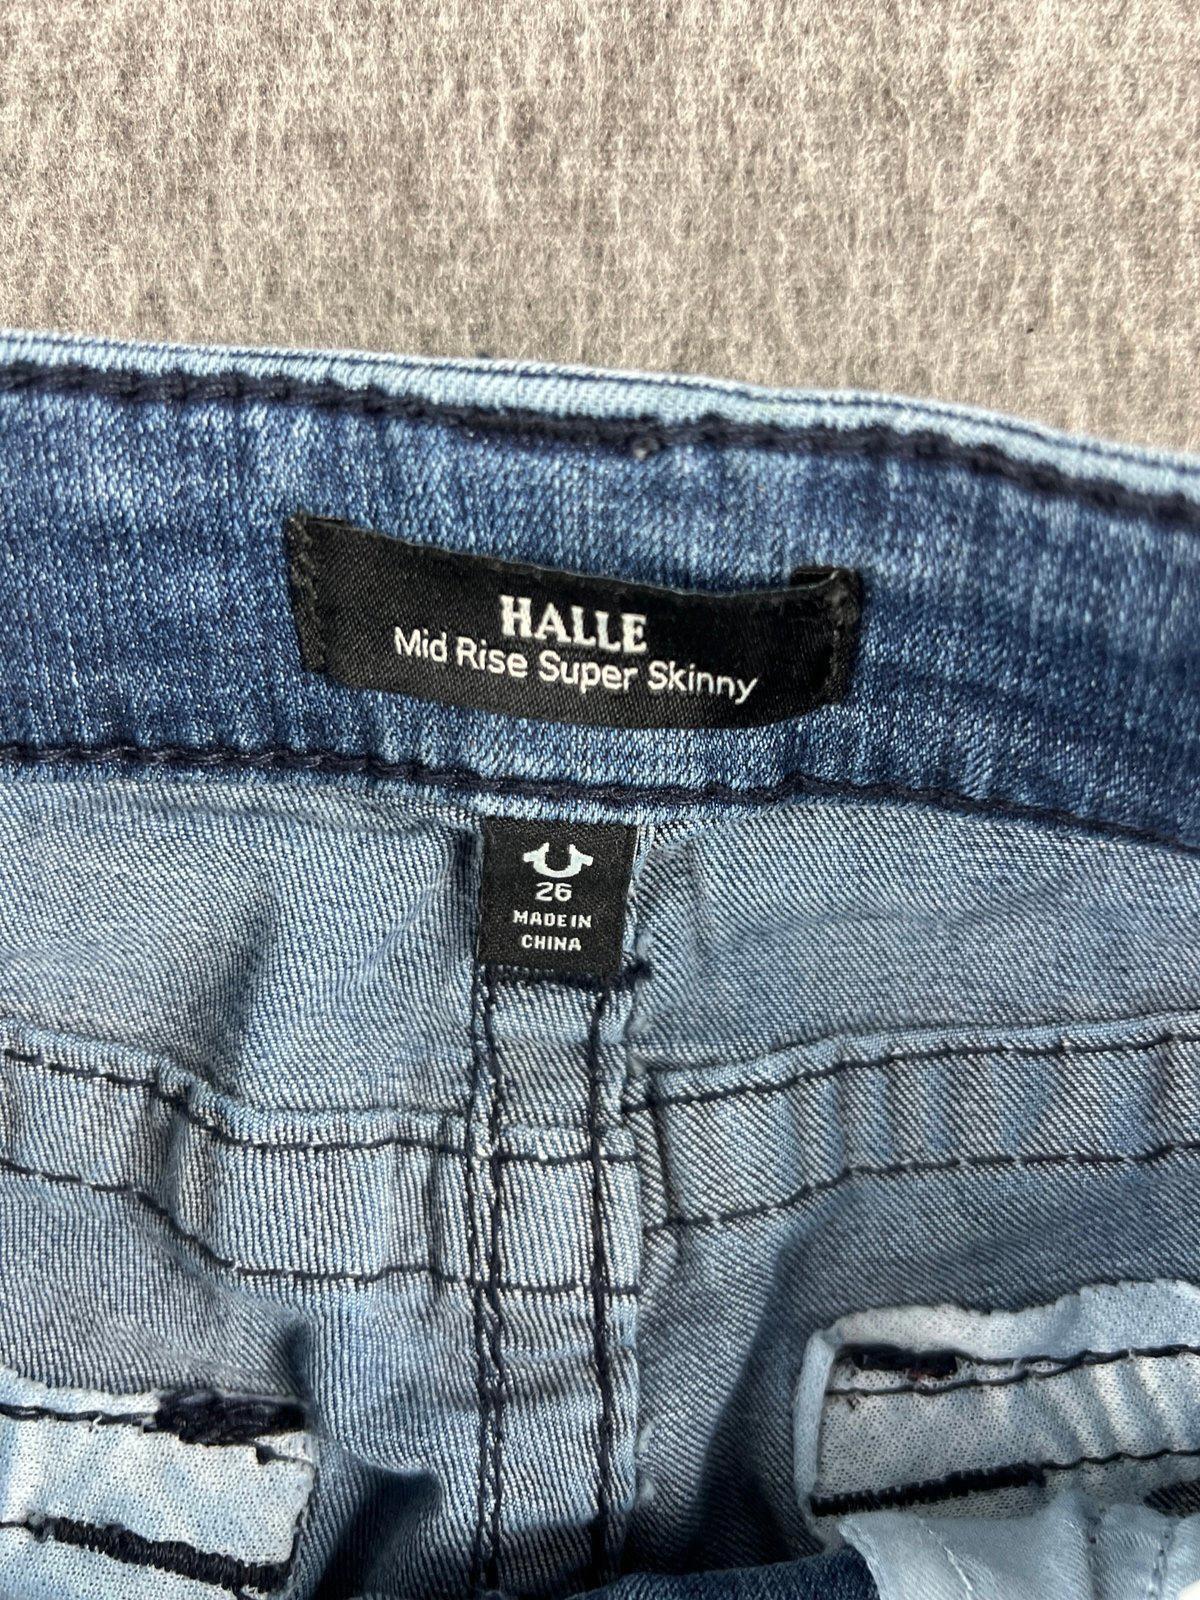 HALLE
Mid Rise Super Skinny
26
MADE IN
CHINA